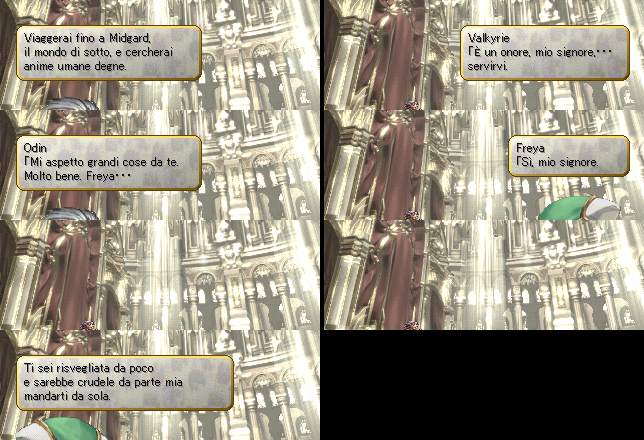 Viaggerai fino a Midgard,
il mondo di sotto, e cercherai
anime umane degne.
Valkyrie
「È un onore, mio signore,･･･
servirvi.
Odin
「Mi aspetto grandi cose da te.
Molto bene. Freya･･･
Freya
「Sì, mio signore.
Ti sei risvegliata da poco
e sarebbe crudele da parte mia
mandarti da sola.